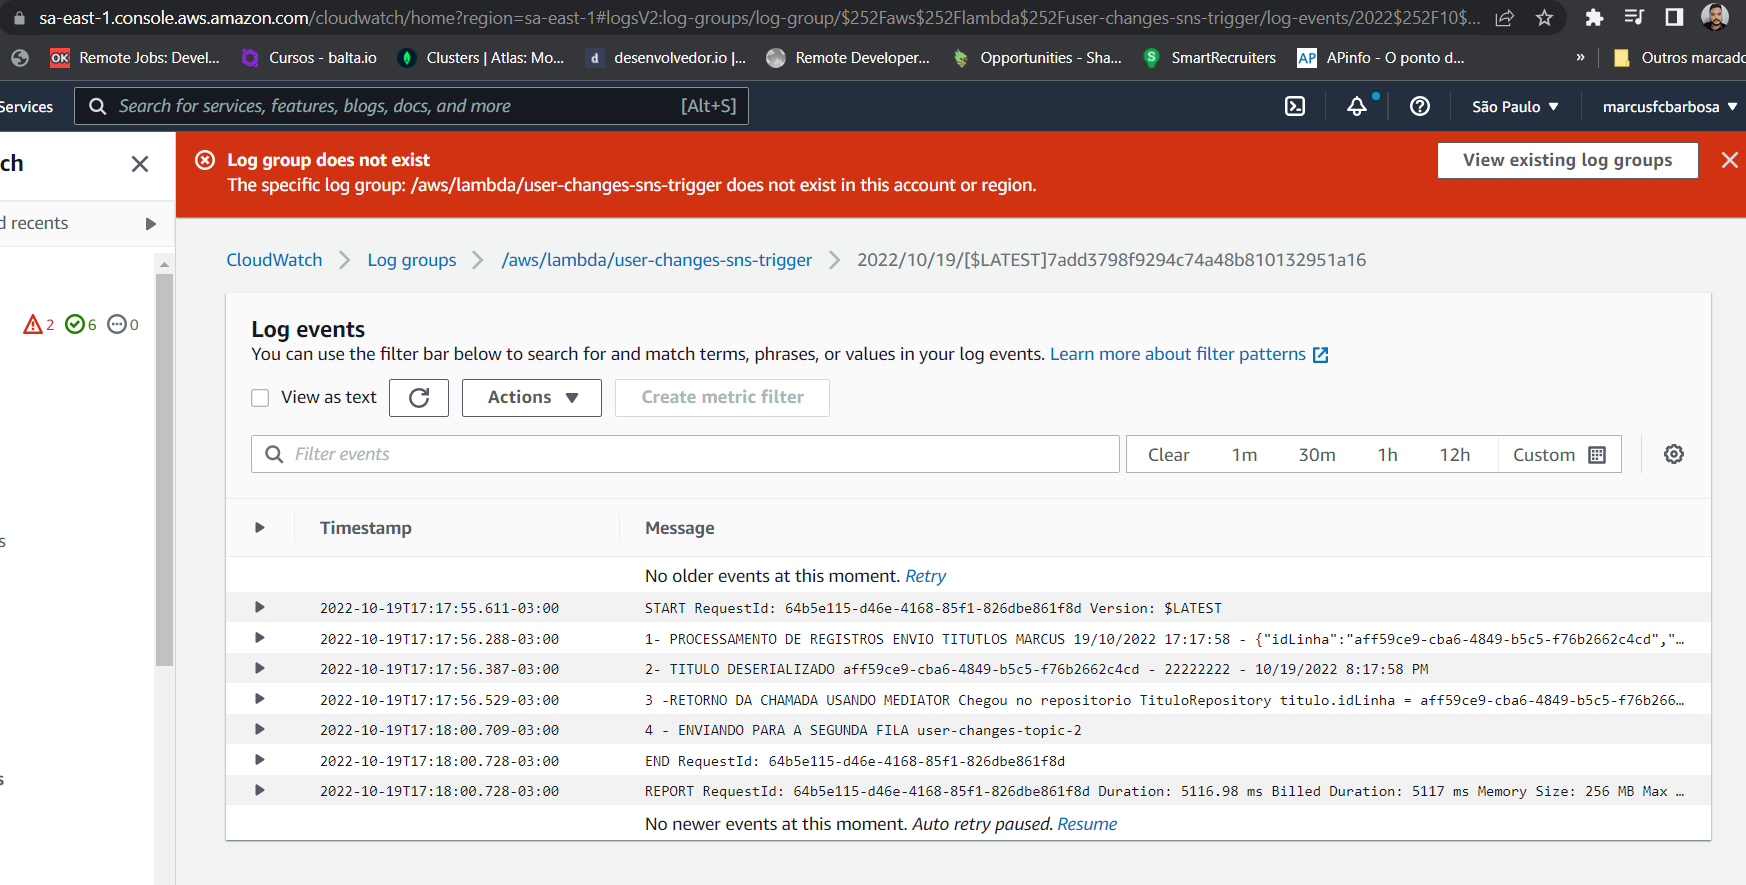 sa-east-1.console.aws.amazon.com/cloudwatch/home?region=sa-east-1#logsV2:log-groups/log-group/$252Faws$252Flambda$252Fuser-changes-sns-trigger/log-events/2022$252F10$...
OK Remote Jobs: Devel... Cursos - balta.io Clusters | Atlas: Mo... d desenvolvedor.io |... Remote Developer... Opportunities - Sha... S SmartRecruiters AP APinfo - O ponto d... » Outros marcado
Services Search for services, features, blogs, docs, and more [Alt+S] São Paulo ▼ marcusfcbarbosa ▼
ch
Log group does not exist
View existing log groups
The specific log group: /aws/lambda/user-changes-sns-trigger does not exist in this account or region.
d recents
CloudWatch Log groups /aws/lambda/user-changes-sns-trigger 2022/10/19/[$LATEST]7add3798f9294c74a48b810132951a16
2 6 0
Log events
You can use the filter bar below to search for and match terms, phrases, or values in your log events. Learn more about filter patterns
View as text Actions ▼ Create metric filter
Filter events Clear 1m 30m 1h 12h Custom
Timestamp Message
s
No older events at this moment. Retry
2022-10-19T17:17:55.611-03:00 START RequestId: 64b5e115-d46e-4168-85f1-826dbe861f8d Version: $LATEST
2022-10-19T17:17:56.288-03:00 1- PROCESSAMENTO DE REGISTROS ENVIO TITUTLOS MARCUS 19/10/2022 17:17:58 - {"idLinha":"aff59ce9-cba6-4849-b5c5-f76b2662c4cd","…
2022-10-19T17:17:56.387-03:00 2- TITULO DESERIALIZADO aff59ce9-cba6-4849-b5c5-f76b2662c4cd - 22222222 - 10/19/2022 8:17:58 PM
2022-10-19T17:17:56.529-03:00 3 -RETORNO DA CHAMADA USANDO MEDIATOR Chegou no repositorio TituloRepository titulo.idLinha = aff59ce9-cba6-4849-b5c5-f76b266…
2022-10-19T17:18:00.709-03:00 4 - ENVIANDO PARA A SEGUNDA FILA user-changes-topic-2
2022-10-19T17:18:00.728-03:00 END RequestId: 64b5e115-d46e-4168-85f1-826dbe861f8d
s
2022-10-19T17:18:00.728-03:00 REPORT RequestId: 64b5e115-d46e-4168-85f1-826dbe861f8d Duration: 5116.98 ms Billed Duration: 5117 ms Memory Size: 256 MB Max …
No newer events at this moment. Auto retry paused. Resume